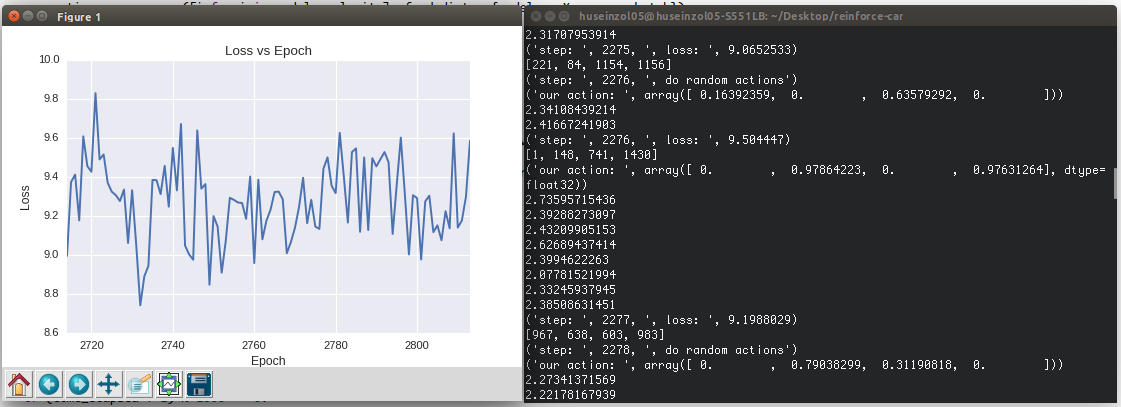 Figure 1
Loss vs Epoch
10.0
9.8
9.6
9.4
9.2
9.0
8.8
8.6
Loss
2720
2740
2760
2780
2800
Epoch
huseinzol05@huseinzol05-S551LB: ~/Desktop/reinforce-car
2.31707953914
('step: ', 2275, ', loss: ', 9.0652533)
[221, 84, 1154, 1156]
('step: ', 2276, ', do random actions')
('our action: ', array([ 0.16392359,  0.        ,  0.63579292,  0.        ]))
2.34108439214
2.41667241903
('step: ', 2276, ', loss: ', 9.504447)
[1, 148, 741, 1430]
('our action: ', array([ 0.        ,  0.97864223,  0.        ,  0.97631264], dtype=
float32))
2.73595715436
2.39288273097
2.43209905153
2.62689437414
2.3994622263
2.07781521994
2.33245937945
2.38508631451
('step: ', 2277, ', loss: ', 9.1988029)
[967, 638, 603, 983]
('step: ', 2278, ', do random actions')
('our action: ', array([ 0.        ,  0.79038299,  0.31190818,  0.        ]))
2.27341371569
2.22178167939